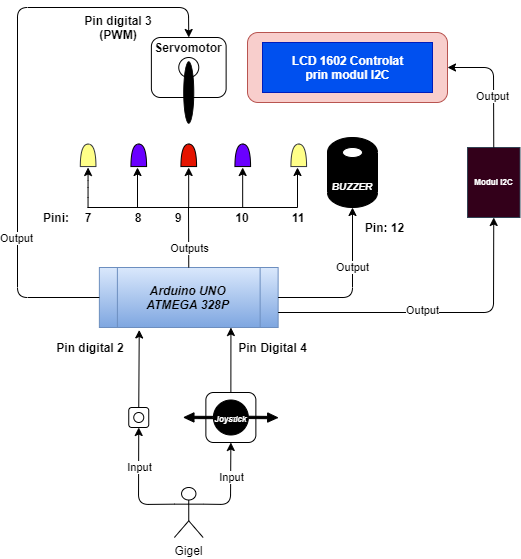 Pin digital 3
(PWM)
Servomotor
LCD 1602 Controlat
prin modul I2C
Output
Modul I2C
BUZZER
Pini:
7
8
9
10
11
Pin: 12
Output
Outputs
Output
Arduino UNO
ATMEGA 328P
Output
Pin digital 2
Pin Digital 4
Joystick
Input
Input
Gigel